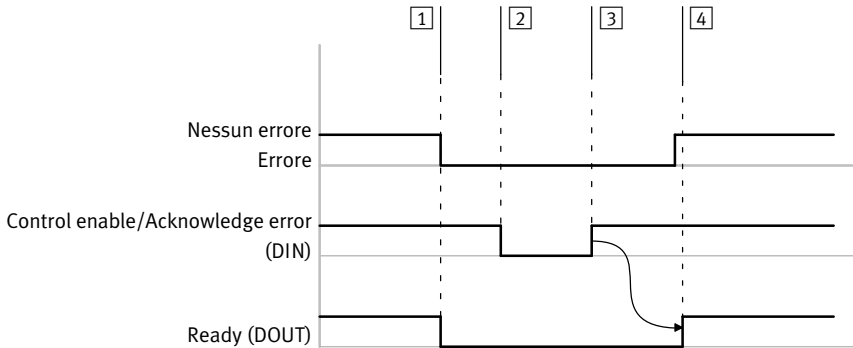 1 2 3 4
Nessun errore
Errore
Control enable/Acknowledge error
(DIN)
Ready (DOUT)